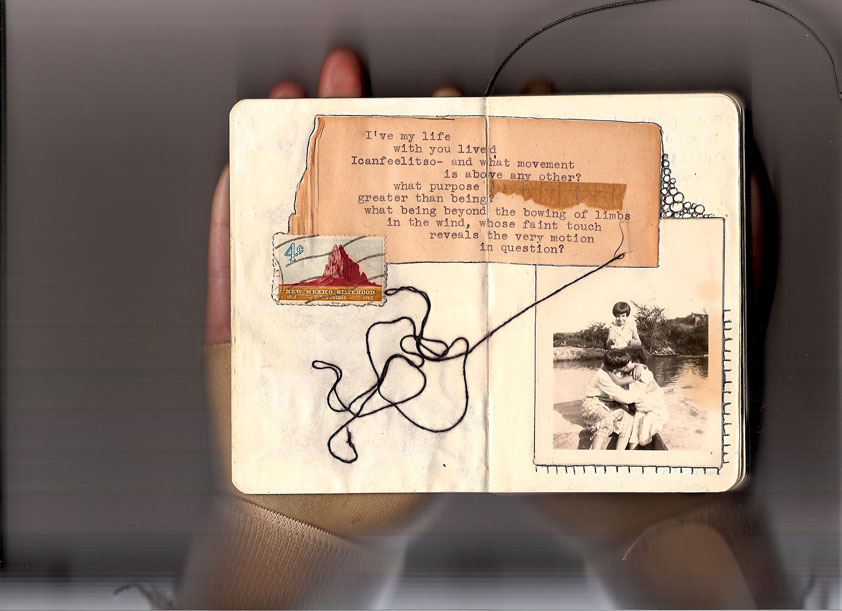 I've my life
with you lived
Icanfeelitso- and what movement
is above any other?
what purpose
greater than being?
what being beyond the bowing of limbs
in the wind, whose faint touch
reveals the very motion
in question?
4¢
NEW MEXICO STATEHOOD
1912 U.S. POSTAGE 1962